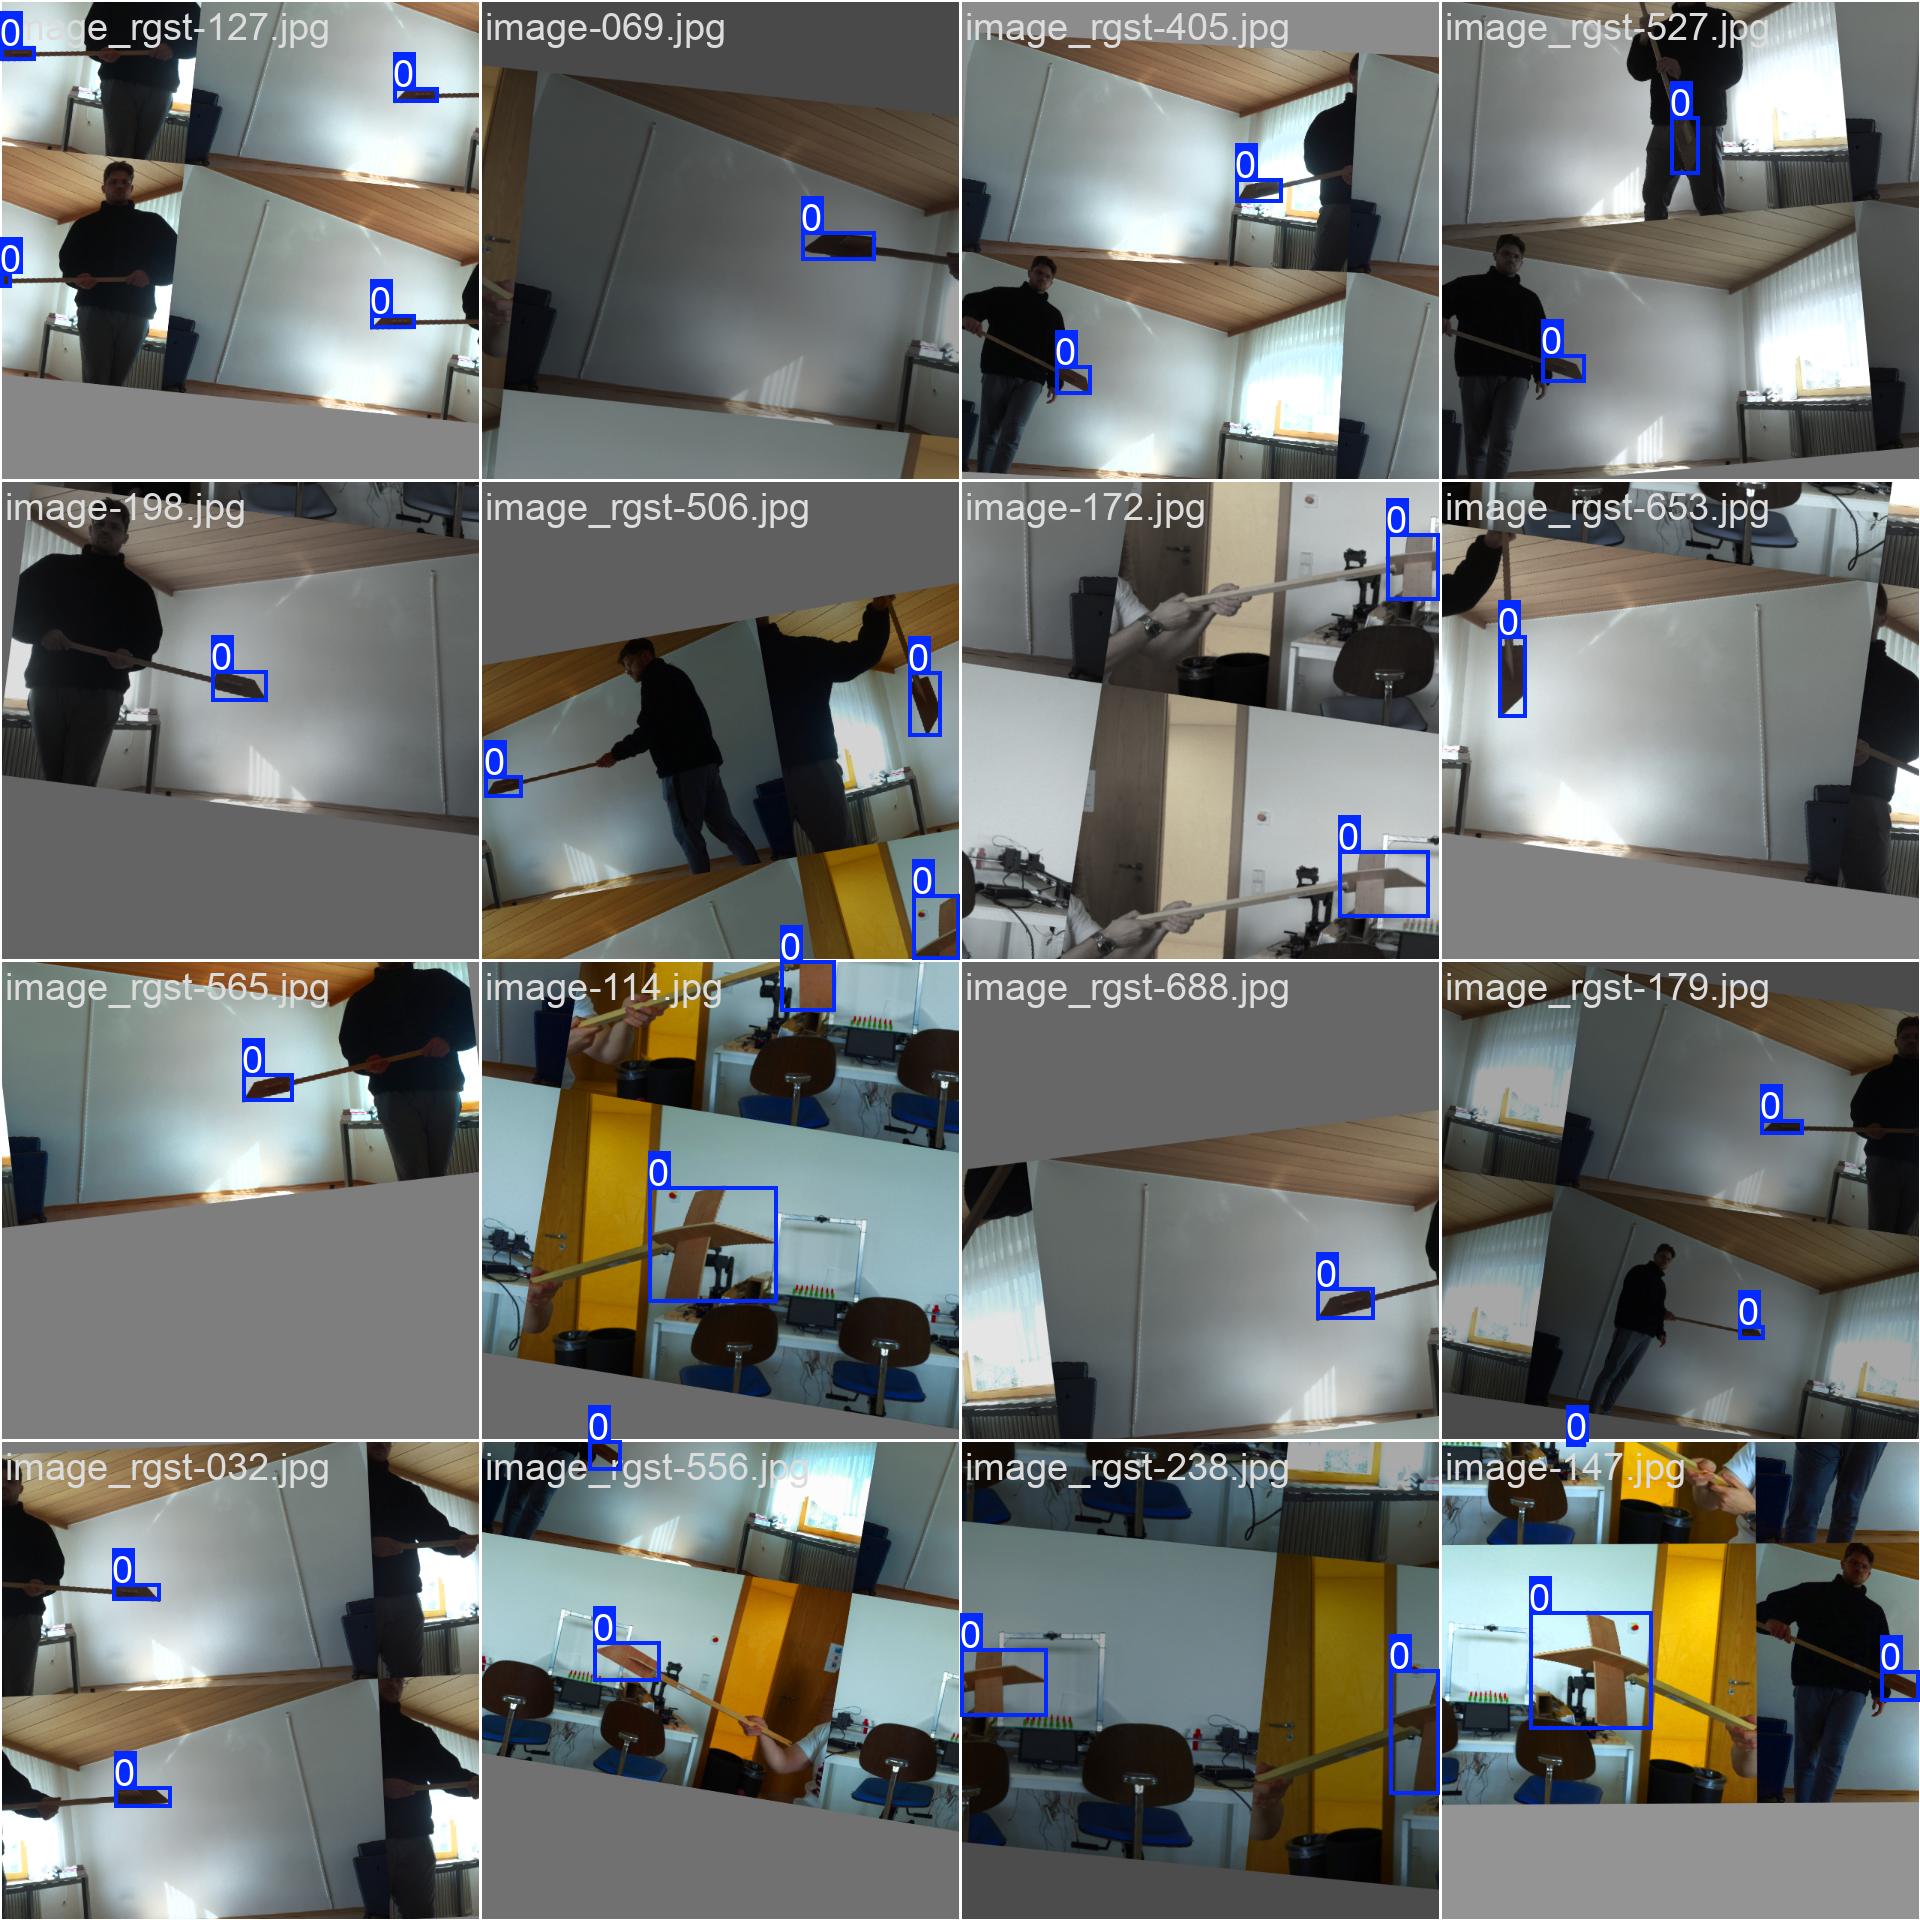 0
image_rgst-127.jpg
0
0
0
image-069.jpg
0
image_rgst-405.jpg
0
0
image_rgst-527.jpg
0
0
image-198.jpg
0
image_rgst-506.jpg
0
0
0
image-172.jpg
0
0
image_rgst-653.jpg
0
image_rgst-565.jpg
0
0
image-114.jpg
0
image_rgst-688.jpg
0
image_rgst-179.jpg
0
0
image_rgst-032.jpg
0
0
0
image_rgst-556.jpg
0
image_rgst-238.jpg
0
0
0
image-147.jpg
0
0